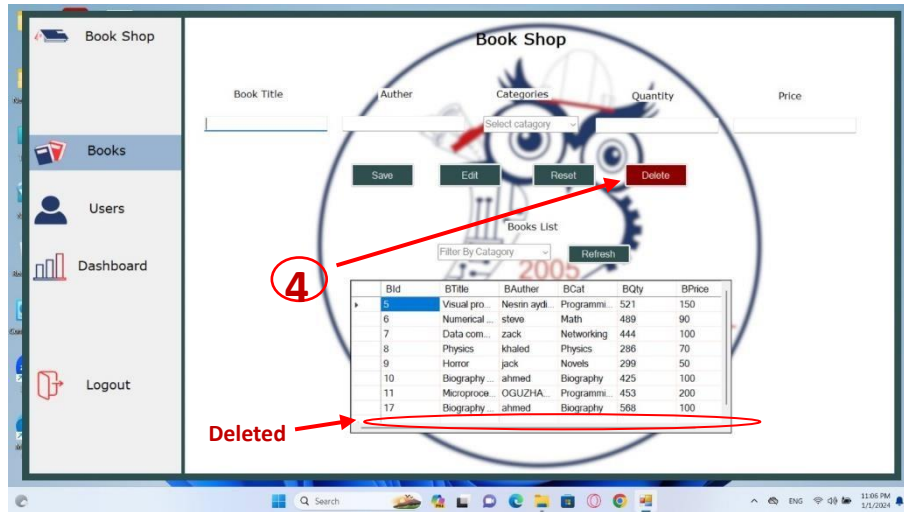 Book Shop
Book Shop
Book Title Auther Categories Quantity Price
Select catagory
Books
Save Edit Reset Delete
Users
Books List
Filter By Catagory Refresh
Dashboard
2005
4
BId BTitle BAuther BCat BQty BPrice
5 Visual pro... Nesrin aydi... Programmi... 521 150
6 Numerical ... steve Math 489 90
7 Data com... zack Networking 444 100
8 Physics khaled Physics 286 70
9 Horror jack Novels 299 50
10 Biography ... ahmed Biography 425 100
11 Microproce... OGUZHA... Programmi... 453 200
17 Biography ... ahmed Biography 568 100
Logout
Deleted
Search
ENG
11:06 PM
1/1/2024